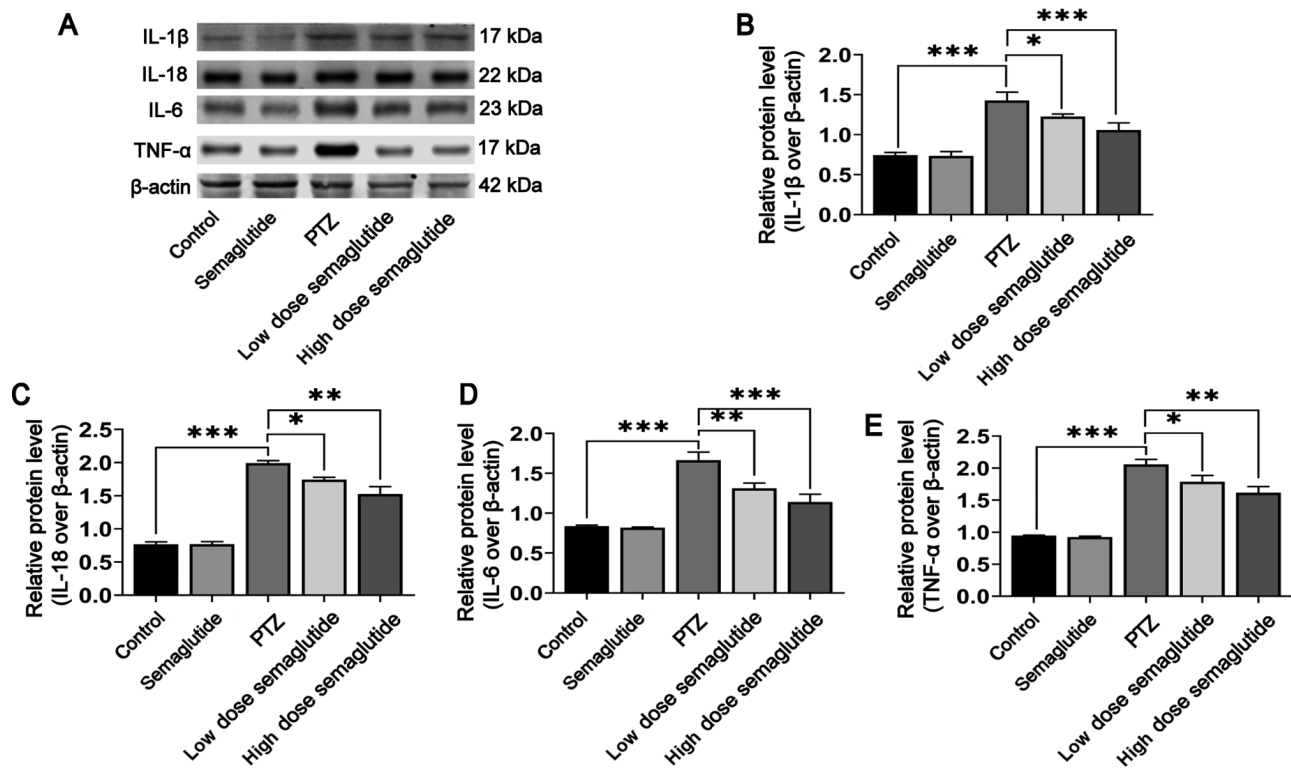 A
IL-1β 17 kDa
IL-18 22 kDa
IL-6 23 kDa
TNF-α 17 kDa
β-actin 42 kDa
Control
Semaglutide
PTZ
Low dose semaglutide
High dose semaglutide
B
Relative protein level
(IL-1β over β-actin)
2.0
1.5
1.0
0.5
0.0
***
*
***
Control
Semaglutide
PTZ
Low dose semaglutide
High dose semaglutide
C
Relative protein level
(IL-18 over β-actin)
2.5
2.0
1.5
1.0
0.5
0.0
***
*
**
Control
Semaglutide
PTZ
Low dose semaglutide
High dose semaglutide
D
Relative protein level
(IL-6 over β-actin)
2.0
1.5
1.0
0.5
0.0
***
**
***
Control
Semaglutide
PTZ
Low dose semaglutide
High dose semaglutide
E
Relative protein level
(TNF-α over β-actin)
2.5
2.0
1.5
1.0
0.5
0.0
***
*
**
Control
Semaglutide
PTZ
Low dose semaglutide
High dose semaglutide